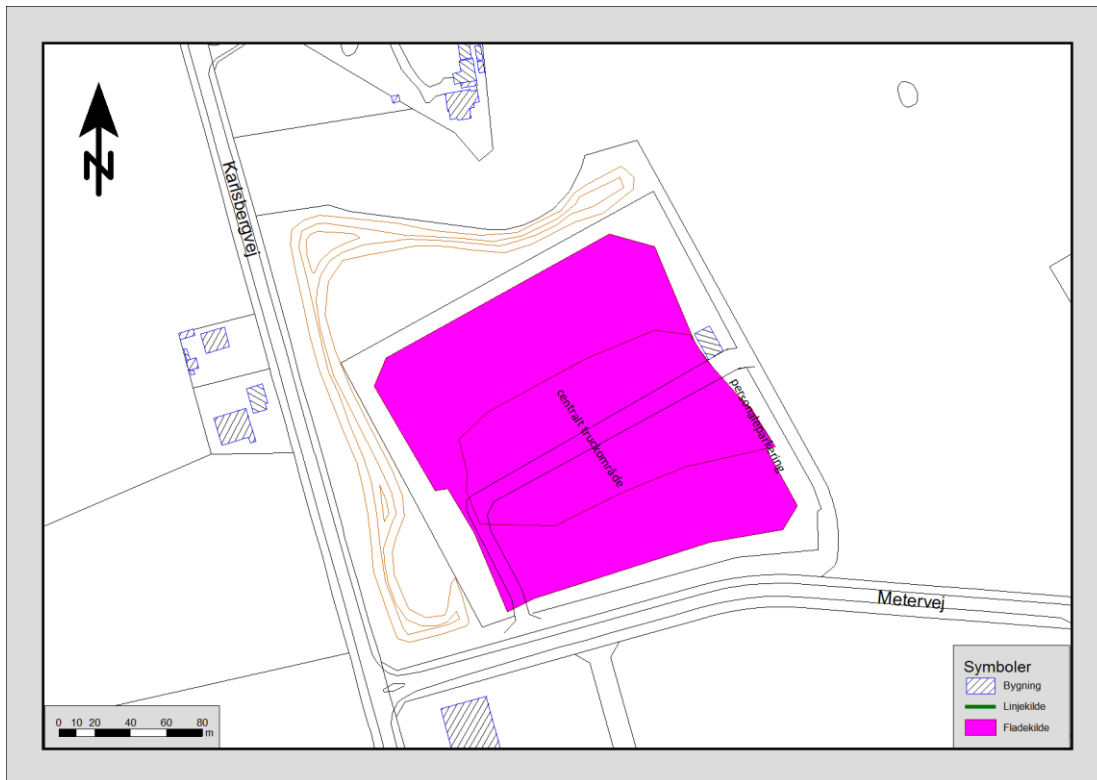 N
Karlsbergvej
centralt truckområde
personaleparkering
Metervej
Symboler
Bygning
Linjekilde
Fladekilde
0 10 20 40 60 80
m